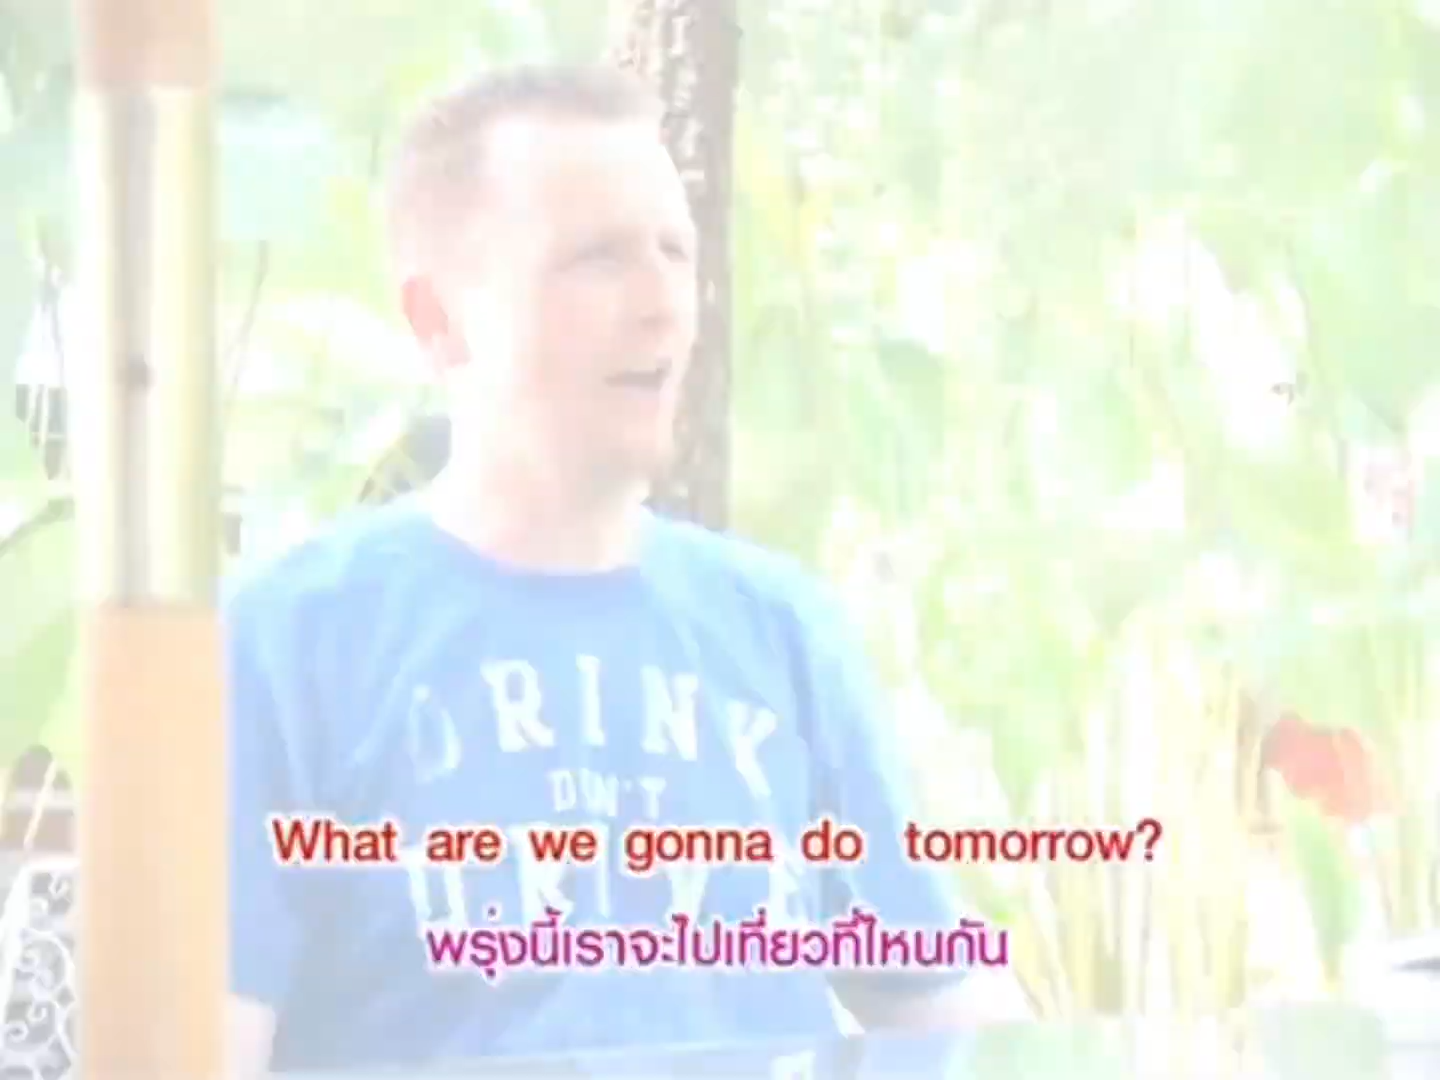 DRINK
DON'T
DRIVE
What are we gonna do tomorrow?
พรุ่งนี้เราจะไปเที่ยวที่ไหนกัน